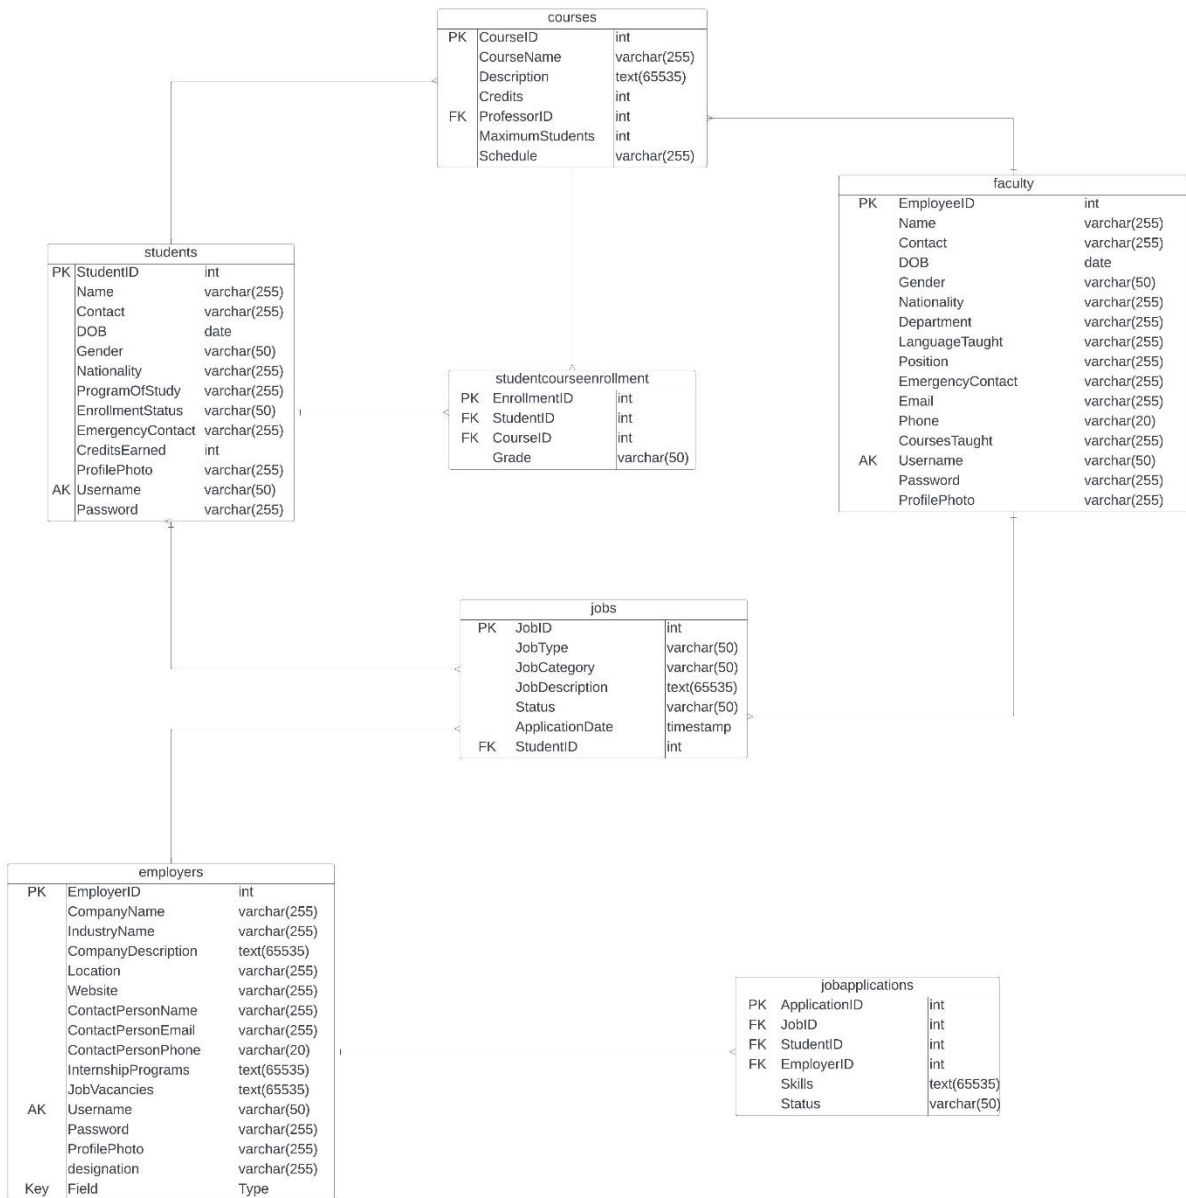 courses
PK CourseID int
CourseName varchar(255)
Description text(65535)
Credits int
FK ProfessorID int
MaximumStudents int
Schedule varchar(255)
faculty
PK EmployeeID int
Name varchar(255)
Contact varchar(255)
DOB date
Gender varchar(50)
Nationality varchar(255)
Department varchar(255)
LanguageTaught varchar(255)
Position varchar(255)
EmergencyContact varchar(255)
Email varchar(255)
Phone varchar(20)
CoursesTaught varchar(255)
AK Username varchar(50)
Password varchar(255)
ProfilePhoto varchar(255)
students
PK StudentID int
Name varchar(255)
Contact varchar(255)
DOB date
Gender varchar(50)
Nationality varchar(255)
ProgramOfStudy varchar(255)
EnrollmentStatus varchar(50)
EmergencyContact varchar(255)
CreditsEarned int
ProfilePhoto varchar(255)
AK Username varchar(50)
Password varchar(255)
studentcourseenrollment
PK EnrollmentID int
FK StudentID int
FK CourseID int
Grade varchar(50)
jobs
PK JobID int
JobType varchar(50)
JobCategory varchar(50)
JobDescription text(65535)
Status varchar(50)
ApplicationDate timestamp
FK StudentID int
employers
PK EmployerID int
CompanyName varchar(255)
IndustryName varchar(255)
CompanyDescription text(65535)
Location varchar(255)
Website varchar(255)
ContactPersonName varchar(255)
ContactPersonEmail varchar(255)
ContactPersonPhone varchar(20)
InternshipPrograms text(65535)
JobVacancies text(65535)
AK Username varchar(50)
Password varchar(255)
ProfilePhoto varchar(255)
designation varchar(255)
Key Field Type
jobapplications
PK ApplicationID int
FK JobID int
FK StudentID int
FK EmployerID int
Skills text(65535)
Status varchar(50)